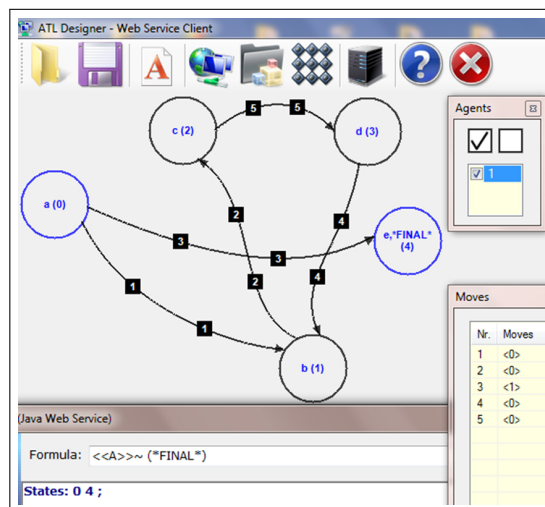 ATL Designer - Web Service Client
A
?
Agents
1
c (2)
5
5
d (3)
a (0)
2
4
e,*FINAL*
(4)
3
3
2
4
1
1
b (1)
Moves
Nr. Moves
1 <0>
2 <0>
3 <1>
4 <0>
5 <0>
(Java Web Service)
Formula: <<A>>~ (*FINAL*)
States: 0 4 ;